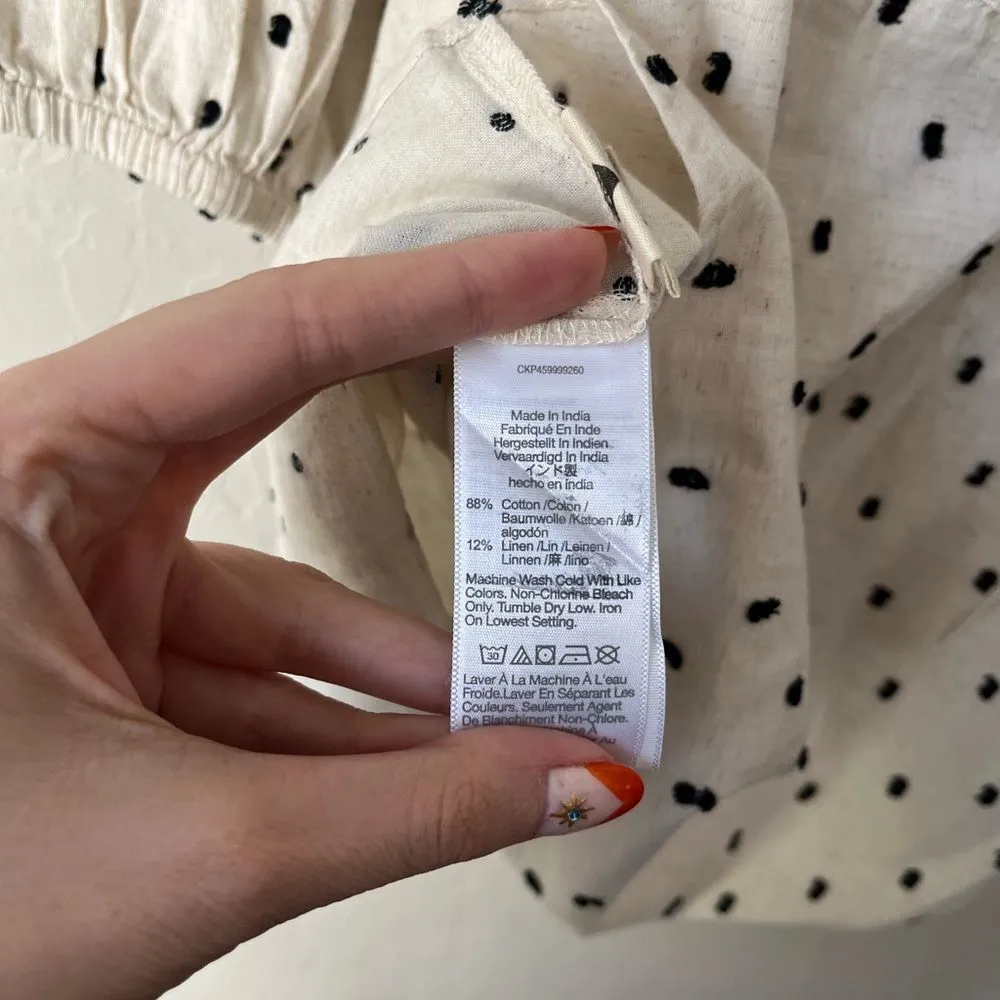 CKP459999260
Made In India
Fabriqué En Inde
Hergestellt In Indien
Vervaardigd In India
インド製
hecho en india
88% Cotton /Coton /
Baumwolle /Katoen /綿 /
algodón
12% Linen /Lin /Leinen /
Linnen /麻 /lino
Machine Wash Cold With Like
Colors. Non-Chlorine Bleach
Only. Tumble Dry Low. Iron
On Lowest Setting.
30
Laver À La Machine À L'eau
Froide.Laver En Séparant Les
Couleurs. Seulement Agent
De Blanchiment Non-Chlore.
À
Au